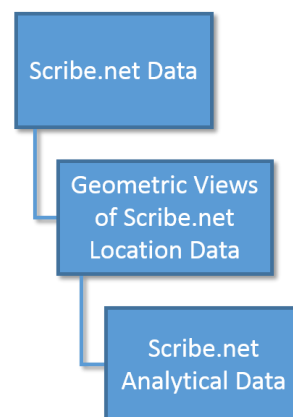 Scribe.net Data
Geometric Views
of Scribe.net
Location Data
Scribe.net
Analytical Data